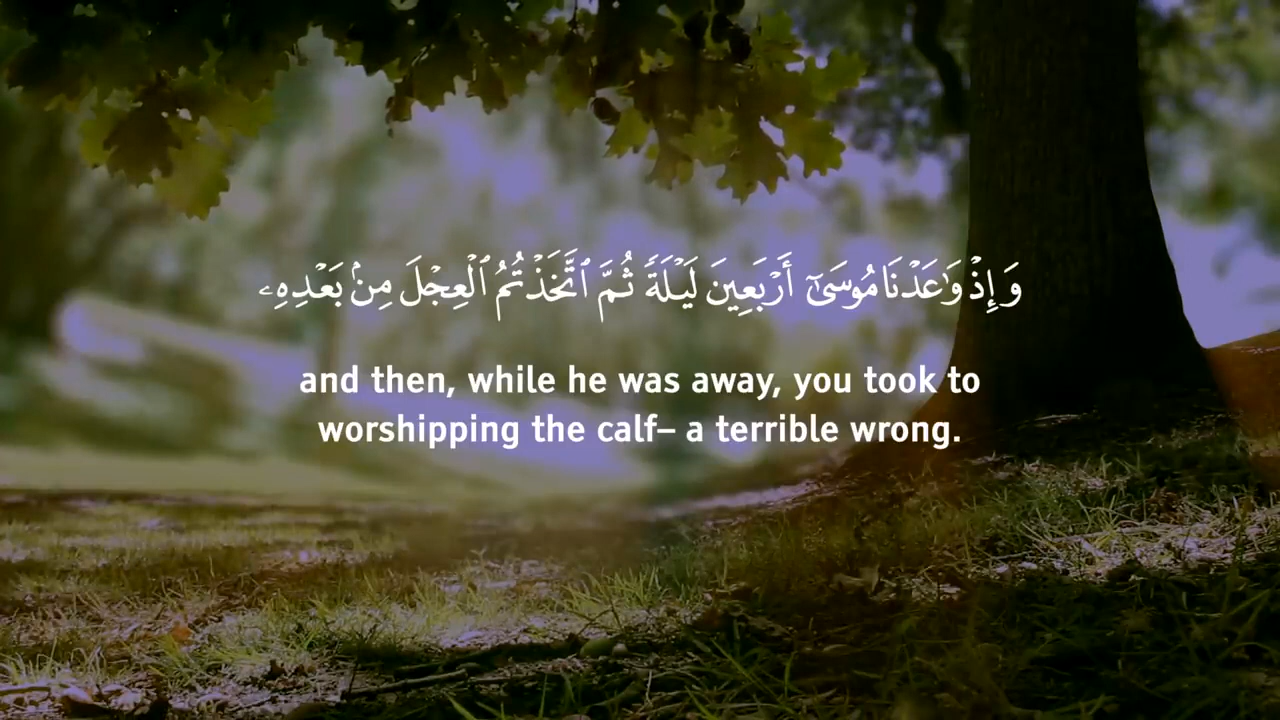 وَإِذْ وَٰعَدْنَا مُوسَىٰٓ أَرْبَعِينَ لَيْلَةً ثُمَّ ٱتَّخَذْتُمُ ٱلْعِجْلَ مِنۢ بَعْدِهِۦ
and then, while he was away, you took to
worshipping the calf– a terrible wrong.